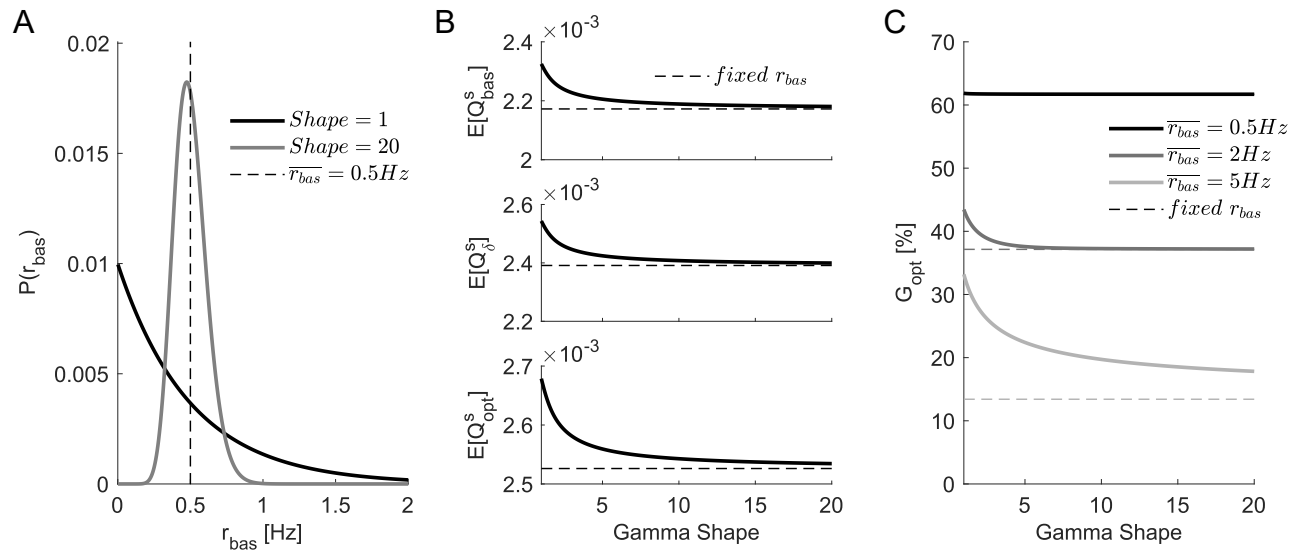 A
0.02
0.015
0.01
0.005
0
P(r_bas)
0 0.5 1 1.5 2
r_bas [Hz]
Shape = 1
Shape = 20
r̅_bas = 0.5Hz
B
×10^-3
2.4
2.2
2
E[Q^s_bas]
fixed r_bas
×10^-3
2.6
2.4
2.2
E[Q^s_δ]
×10^-3
2.7
2.6
2.5
E[Q^s_opt]
5 10 15 20
Gamma Shape
C
70
60
50
40
30
20
10
0
G_opt [%]
r̅_bas = 0.5Hz
r̅_bas = 2Hz
r̅_bas = 5Hz
fixed r_bas
5 10 15 20
Gamma Shape